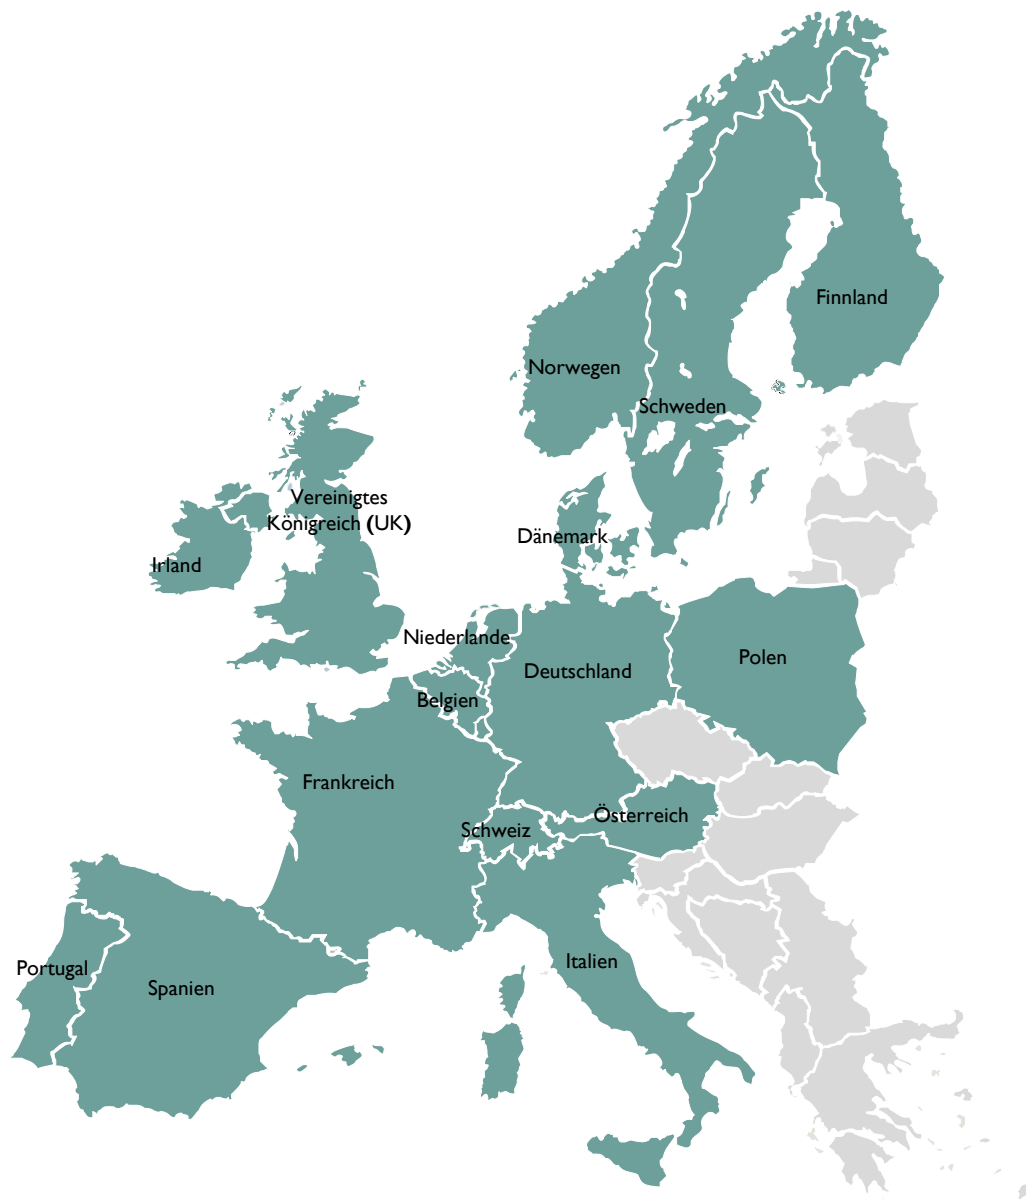 Finnland
Norwegen
Schweden
Vereinigtes
Königreich (UK)
Dänemark
Irland
Niederlande
Polen
Deutschland
Belgien
Frankreich
Österreich
Schweiz
Italien
Portugal
Spanien